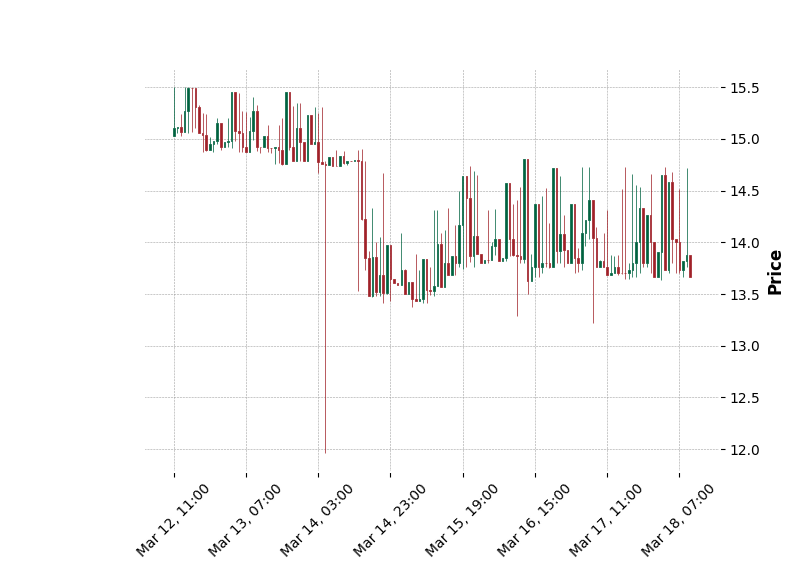 15.5
15.0
14.5
14.0
13.5
13.0
12.5
12.0
Price
Mar 12, 11:00
Mar 13, 07:00
Mar 14, 03:00
Mar 14, 23:00
Mar 15, 19:00
Mar 16, 15:00
Mar 17, 11:00
Mar 18, 07:00